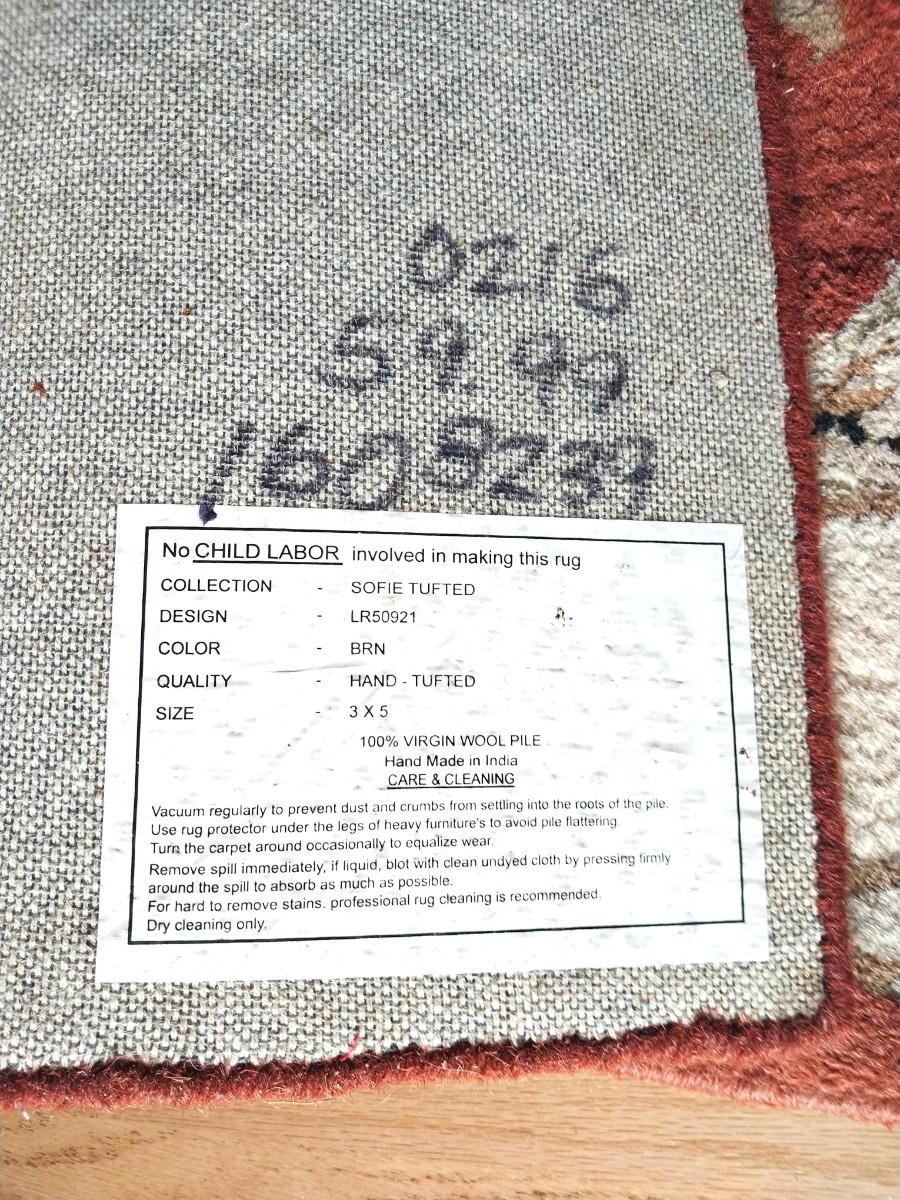 0216
59.99
1605233
No CHILD LABOR involved in making this rug
COLLECTION - SOFIE TUFTED
DESIGN - LR50921
COLOR - BRN
QUALITY - HAND - TUFTED
SIZE - 3 X 5
100% VIRGIN WOOL PILE
Hand Made in India
CARE & CLEANING
Vacuum regularly to prevent dust and crumbs from settling into the roots of the pile.
Use rug protector under the legs of heavy furniture's to avoid pile flattering.
Turn the carpet around occasionally to equalize wear.
Remove spill immediately, if liquid, blot with clean undyed cloth by pressing firmly
around the spill to absorb as much as possible.
For hard to remove stains. professional rug cleaning is recommended.
Dry cleaning only.